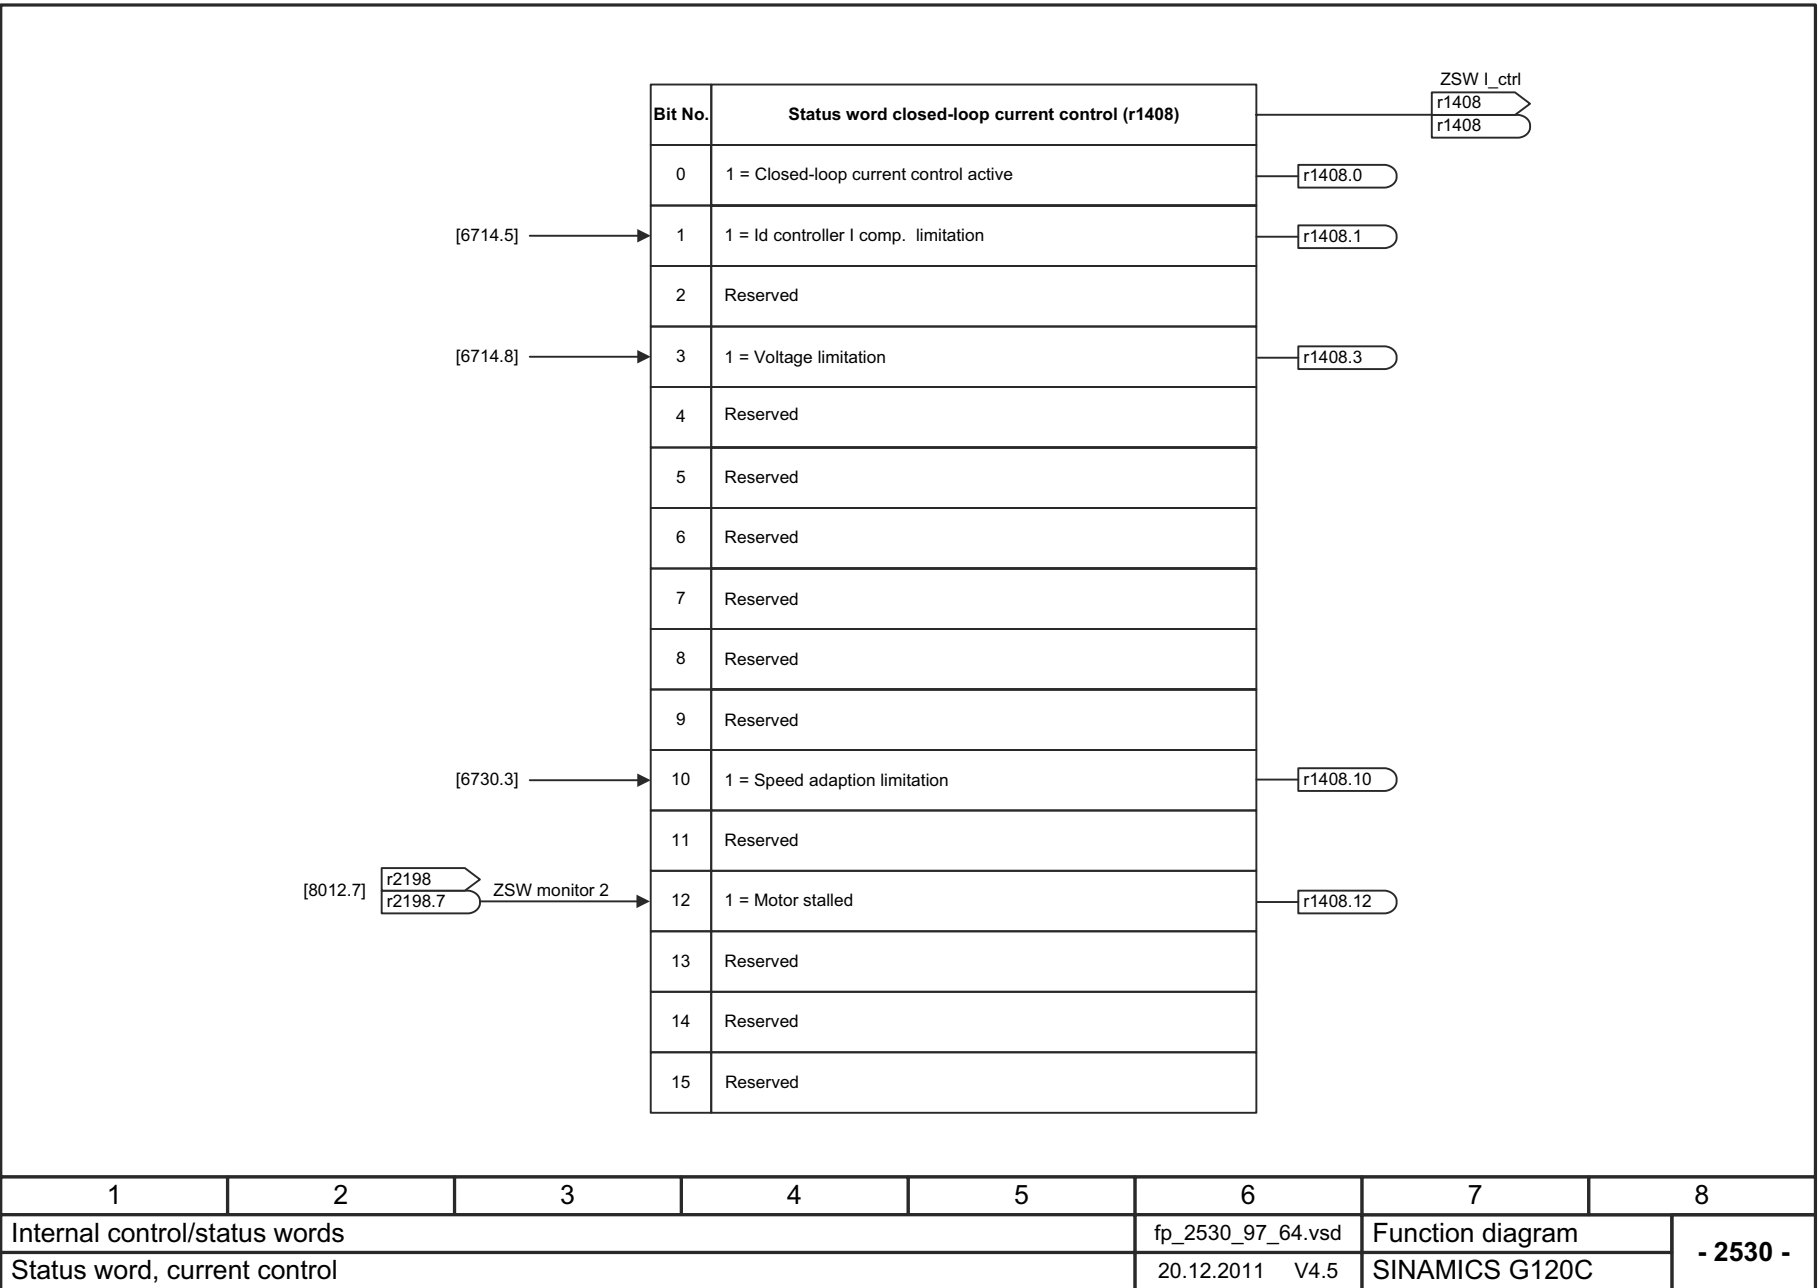 ZSW I_ctrl
r1408
r1408
Bit No. Status word closed-loop current control (r1408)
0 1 = Closed-loop current control active r1408.0
[6714.5] 1 1 = Id controller I comp. limitation r1408.1
2 Reserved
[6714.8] 3 1 = Voltage limitation r1408.3
4 Reserved
5 Reserved
6 Reserved
7 Reserved
8 Reserved
9 Reserved
[6730.3] 10 1 = Speed adaption limitation r1408.10
11 Reserved
[8012.7] r2198
r2198.7 ZSW monitor 2 12 1 = Motor stalled r1408.12
13 Reserved
14 Reserved
15 Reserved
1 2 3 4 5 6 7 8
Internal control/status words fp_2530_97_64.vsd Function diagram
- 2530 -
Status word, current control 20.12.2011 V4.5 SINAMICS G120C